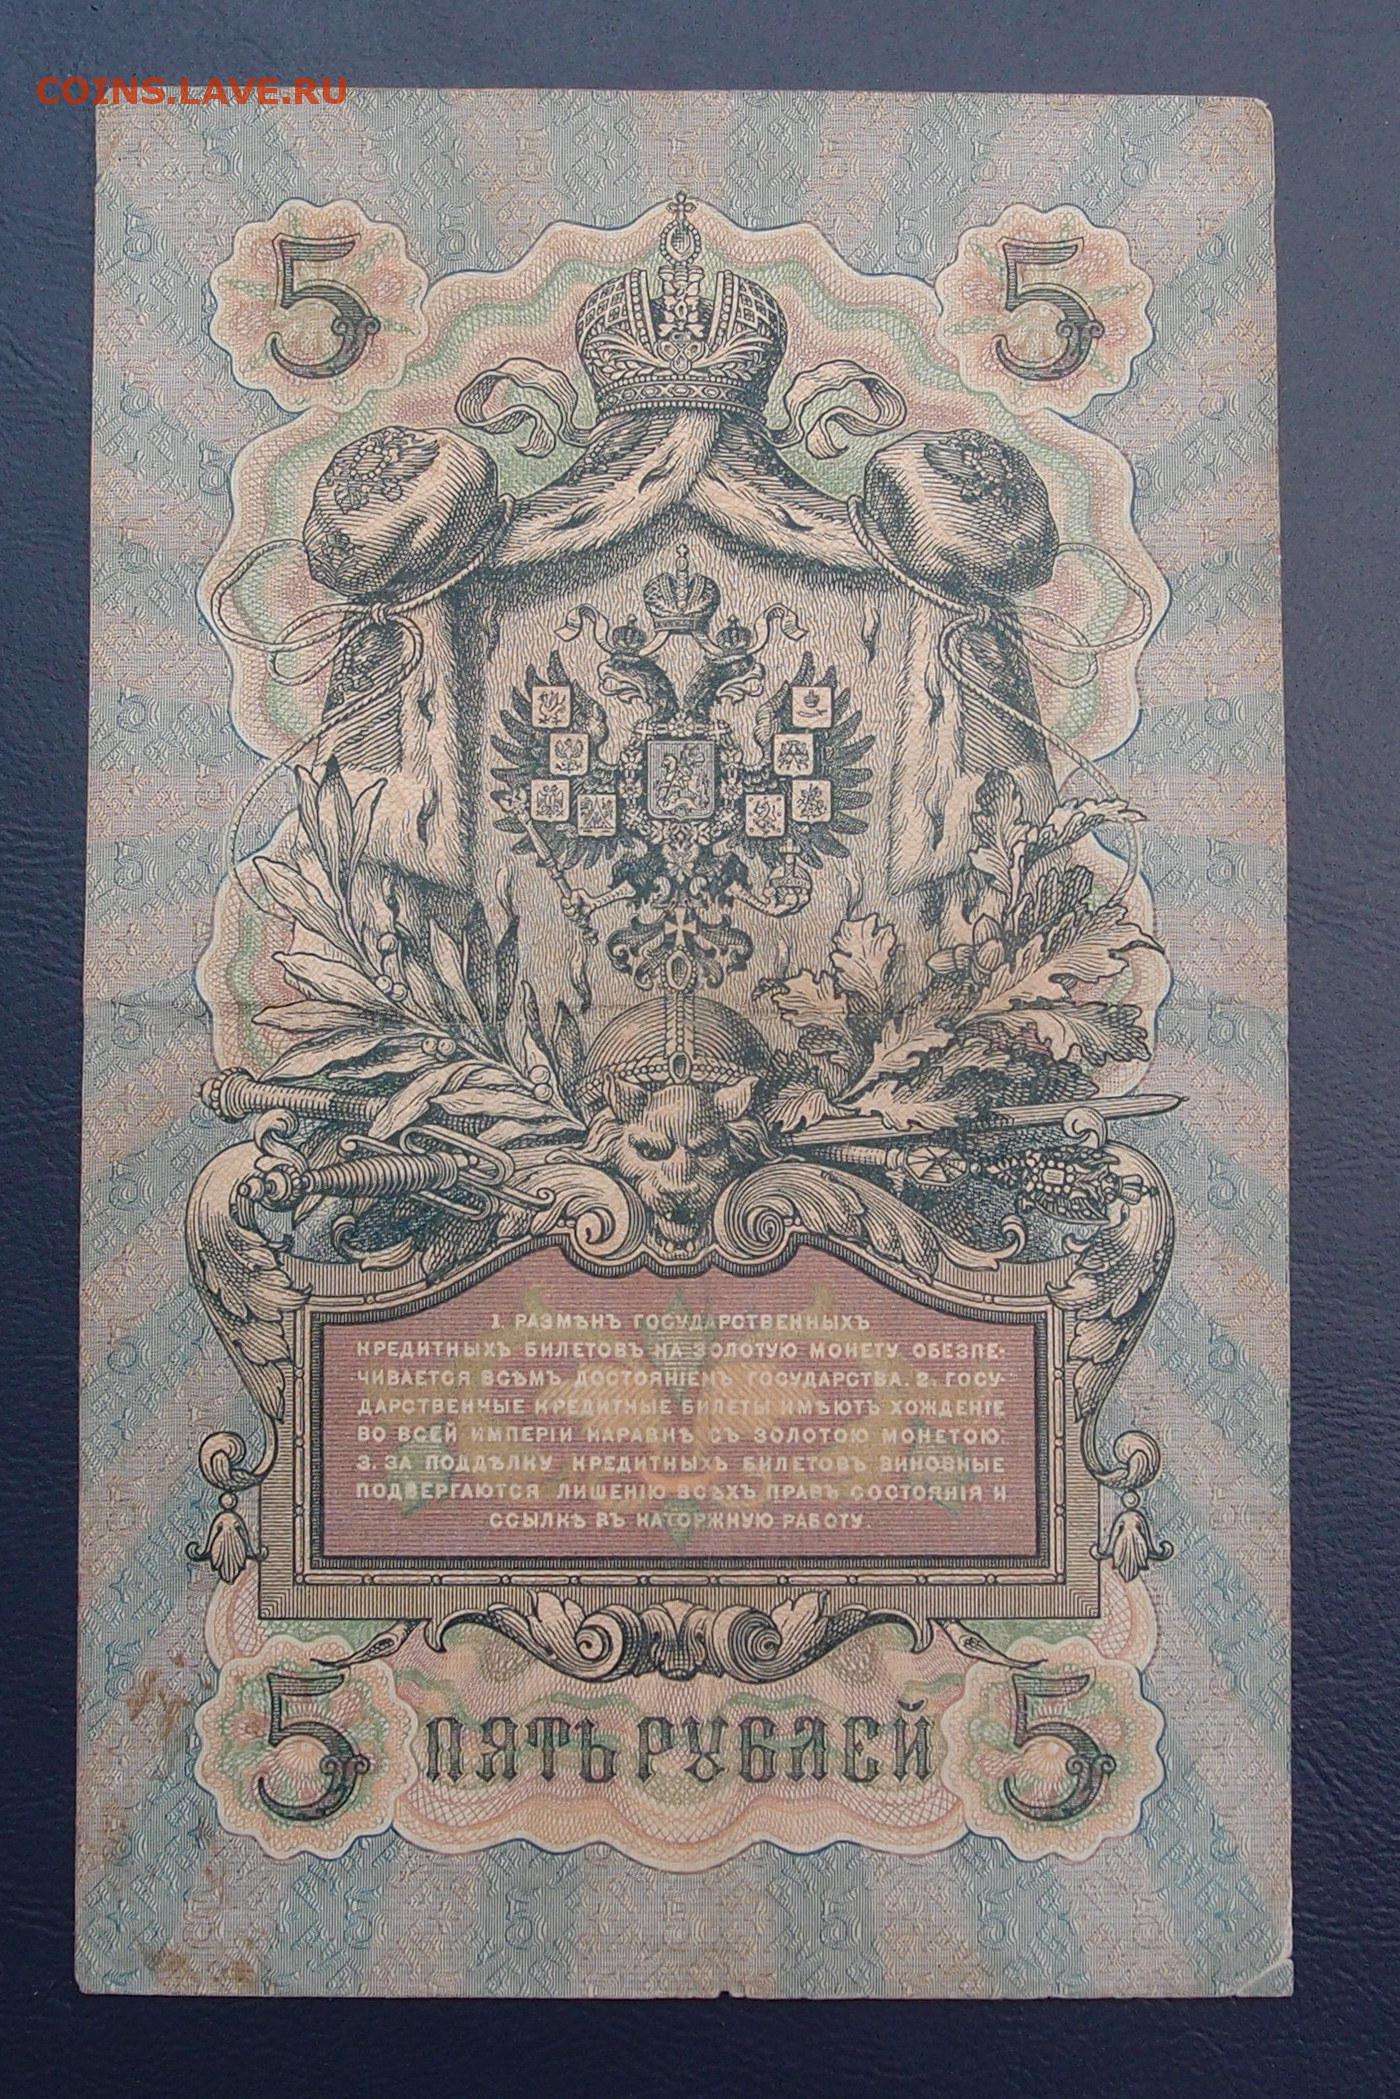 COINS.LAVE.RU
5 5
1. РАЗМѢНЪ ГОСУДАРСТВЕННЫХЪ
КРЕДИТНЫХЪ БИЛЕТОВЪ НА ЗОЛОТУЮ МОНЕТУ ОБЕЗПЕ-
ЧИВАЕТСЯ ВСѢМЪ ДОСТОЯНІЕМЪ ГОСУДАРСТВА. 2. ГОСУ-
ДАРСТВЕННЫЕ КРЕДИТНЫЕ БИЛЕТЫ ИМѢЮТЪ ХОЖДЕНІЕ
ВО ВСЕЙ ИМПЕРІИ НАРАВНѢ СЪ ЗОЛОТОЮ МОНЕТОЮ.
3. ЗА ПОДДѢЛКУ КРЕДИТНЫХЪ БИЛЕТОВЪ ВИНОВНЫЕ
ПОДВЕРГАЮТСЯ ЛИШЕНІЮ ВСѢХЪ ПРАВЪ СОСТОЯНІЯ И
ССЫЛКѢ ВЪ КАТОРЖНУЮ РАБОТУ.
5 ПЯТЬ РУБЛЕЙ 5